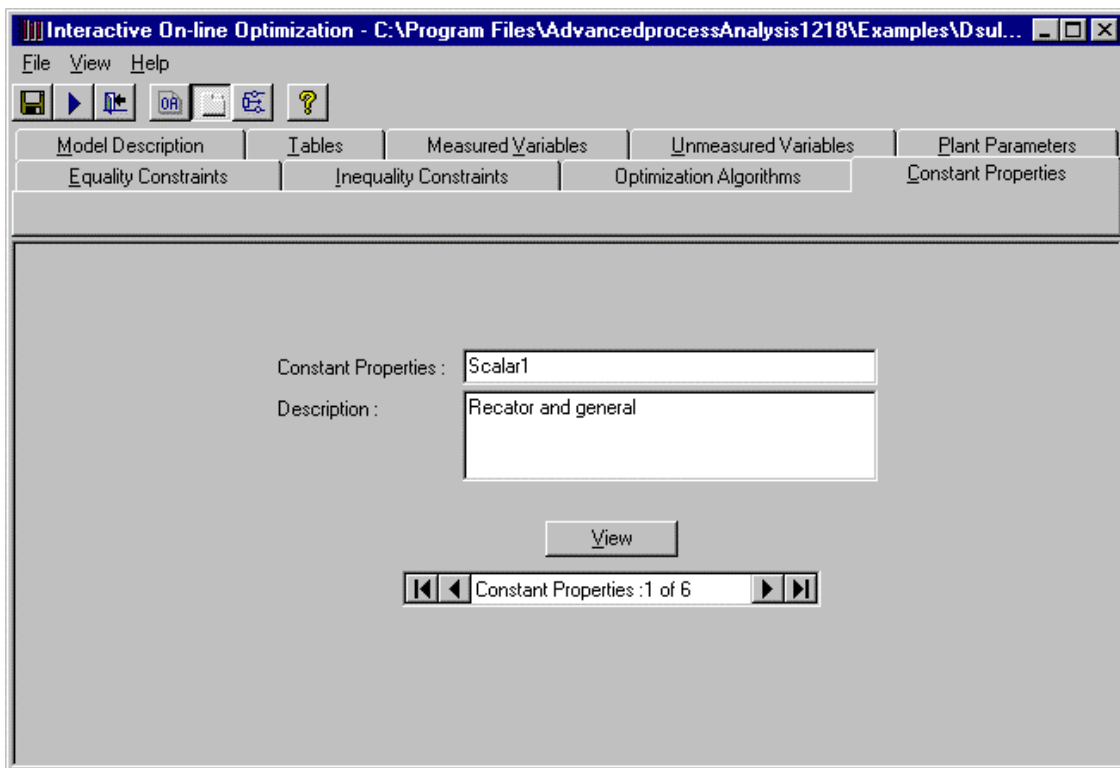 Interactive On-line Optimization - C:\Program Files\AdvancedprocessAnalysis1218\Examples\Dsul...
File View Help
OA ?
Model Description Tables Measured Variables Unmeasured Variables Plant Parameters
Equality Constraints Inequality Constraints Optimization Algorithms Constant Properties
Constant Properties : Scalar1
Description : Recator and general
View
Constant Properties :1 of 6